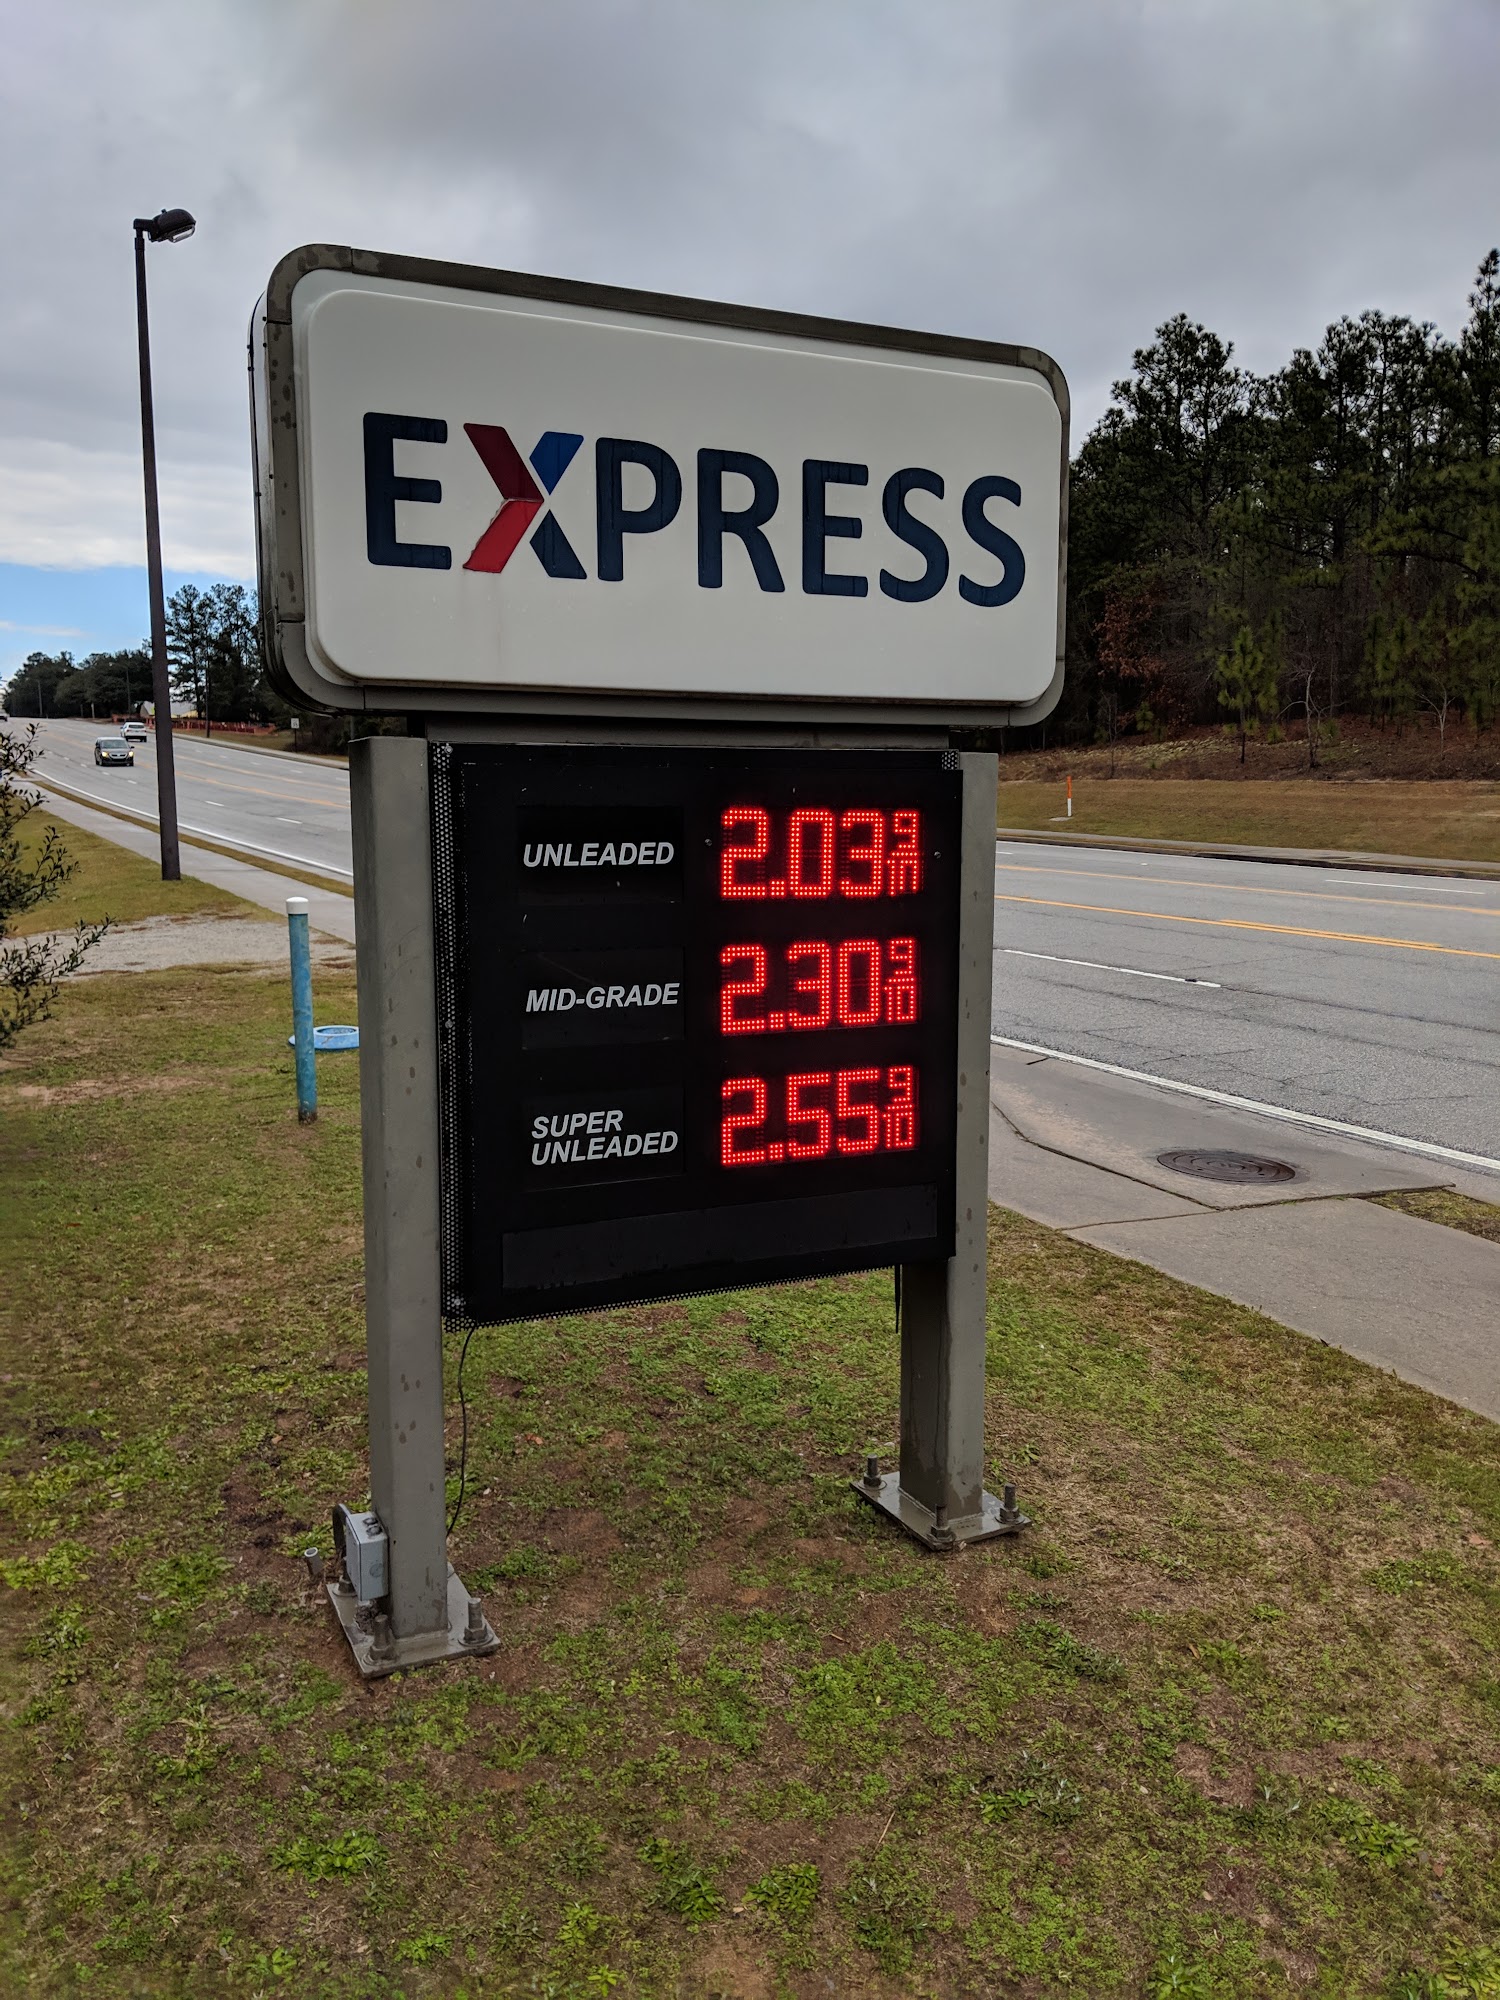 EXPRESS
UNLEADED 2.03 9/10
MID-GRADE 2.30 9/10
SUPER
UNLEADED 2.55 9/10